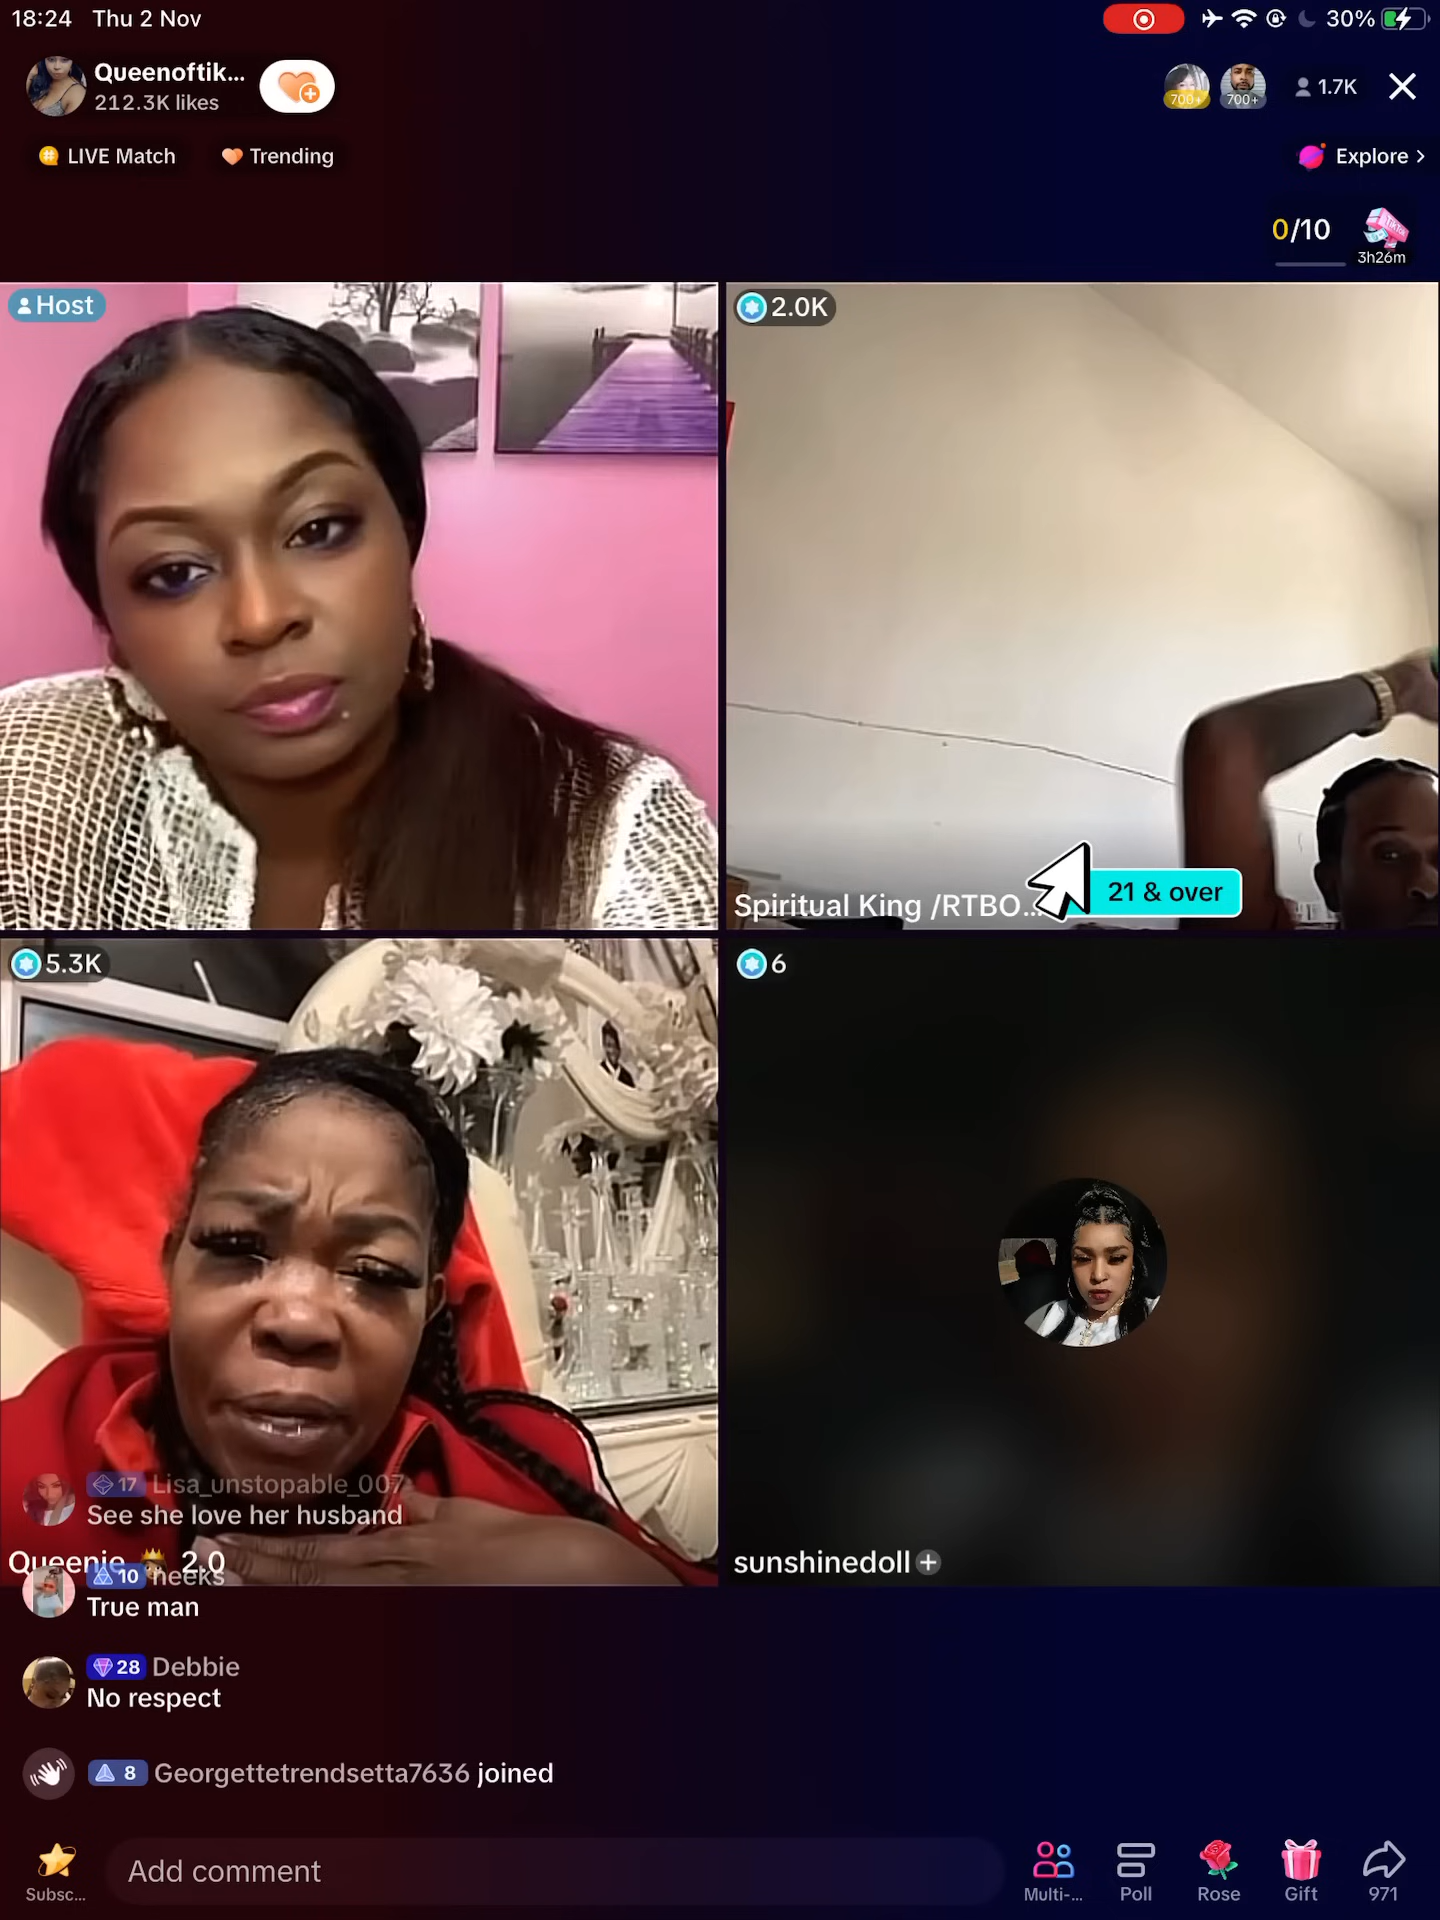 18:24 Thu 2 Nov
30%
Queenoftik...
212.3K likes
700+
700+
1.7K
LIVE Match
Trending
Explore >
0/10
3h26m
Host
2.0K
Spiritual King /RTBO...
21 & over
5.3K
6
17 Lisa_unstopable_007
See she love her husband
Queenie 2.0
sunshinedoll
10 neeks
True man
28 Debbie
No respect
8 Georgettetrendsetta7636 joined
Subsc...
Add comment
Multi-...
Poll
Rose
Gift
971